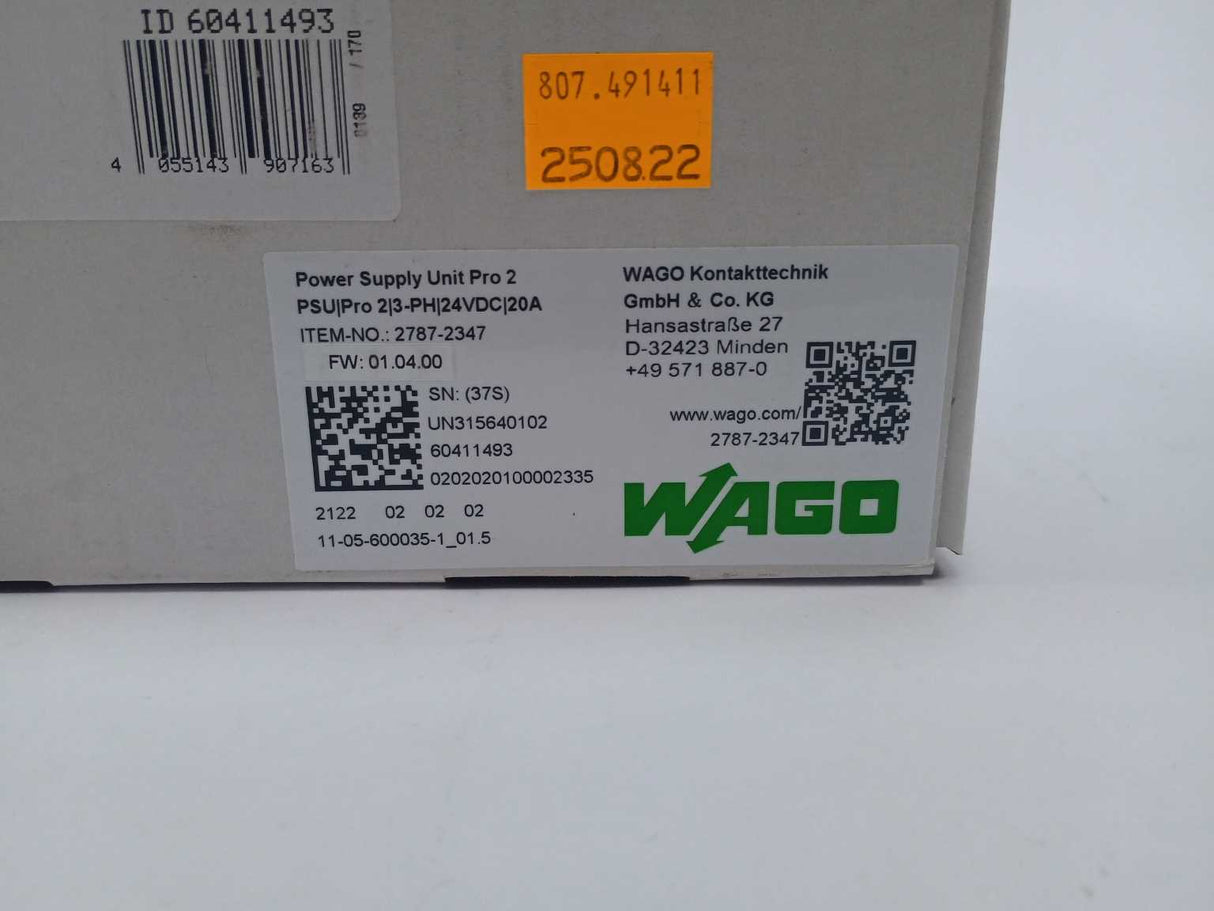 ID 60411493
0139 / 170
4 055143 907163
807.491411
250822
Power Supply Unit Pro 2
PSU|Pro 2|3-PH|24VDC|20A
ITEM-NO.: 2787-2347
FW: 01.04.00
SN: (37S)
UN315640102
60411493
0202020100002335
2122 02 02 02
11-05-600035-1_01.5
WAGO Kontakttechnik
GmbH & Co. KG
Hansastraße 27
D-32423 Minden
+49 571 887-0
www.wago.com/
2787-2347
WAGO